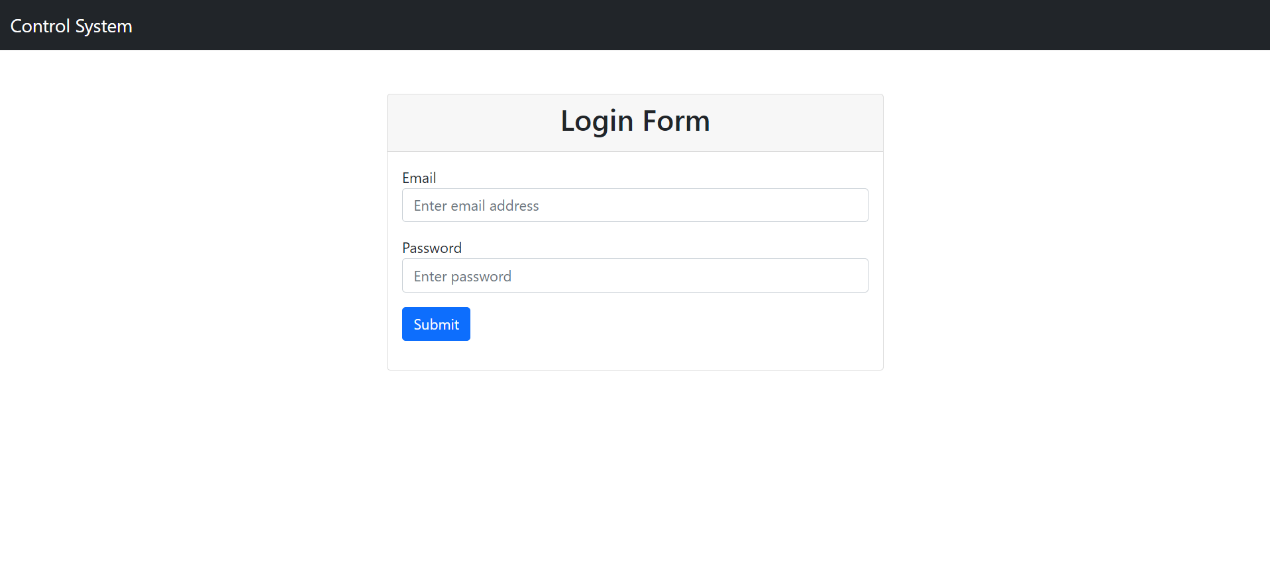 Control System
Login Form
Email
Enter email address
Password
Enter password
Submit